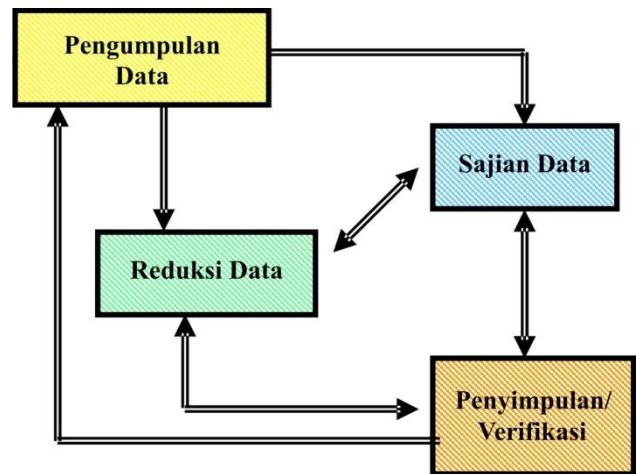 Pengumpulan
Data
Sajian Data
Reduksi Data
Penyimpulan/
Verifikasi